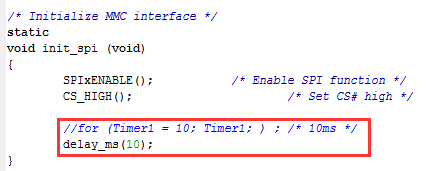 /* Initialize MMC interface */
static
void init_spi (void)
{
SPIxENABLE(); /* Enable SPI function */
CS_HIGH(); /* Set CS# high */
//for (Timer1 = 10; Timer1; ) ; /* 10ms */
delay_ms(10);
}